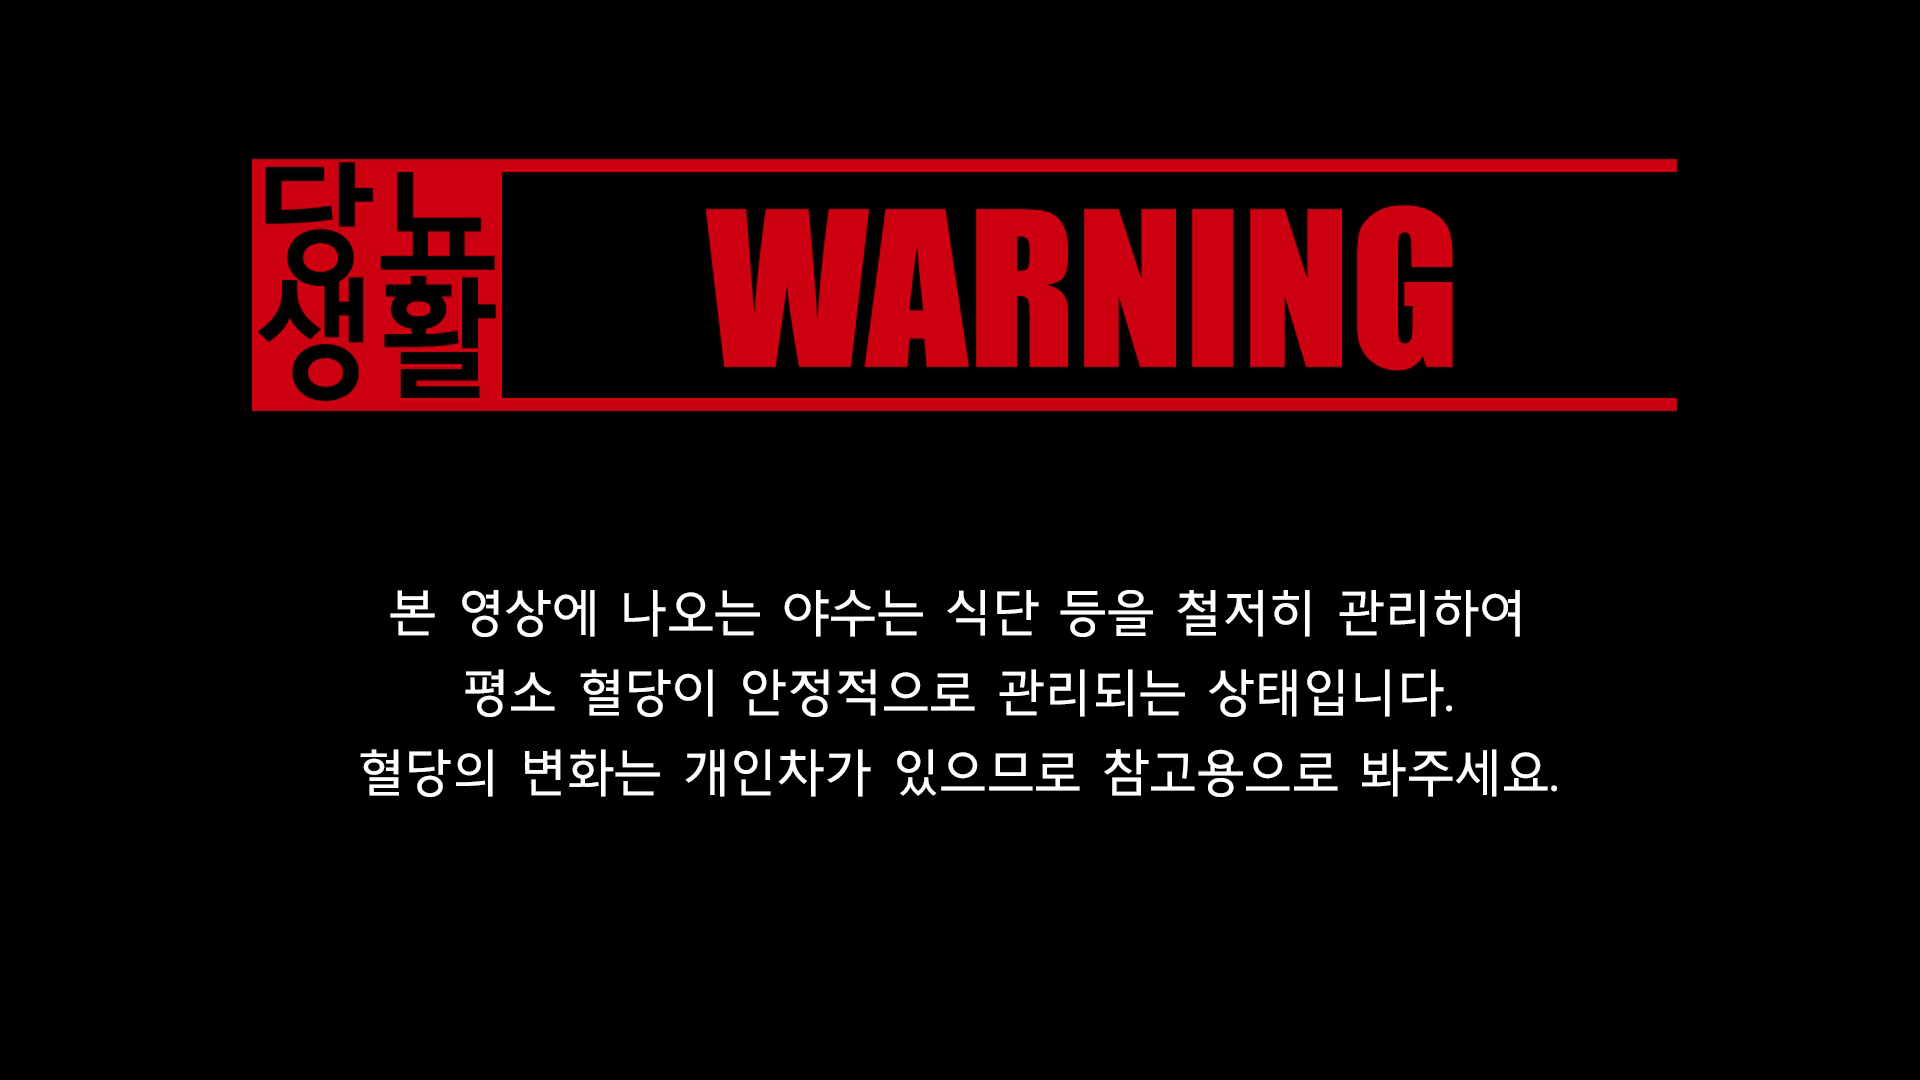 당뇨
생활
WARNING
본 영상에 나오는 야수는 식단 등을 철저히 관리하여
평소 혈당이 안정적으로 관리되는 상태입니다.
혈당의 변화는 개인차가 있으므로 참고용으로 봐주세요.